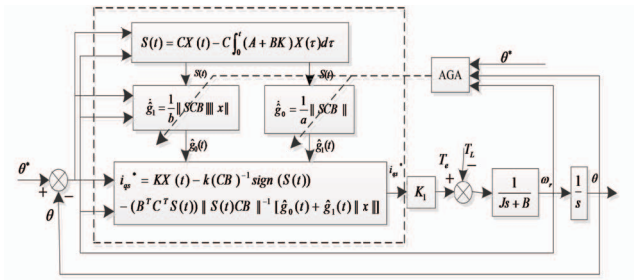 S(t) = CX (t) − C∫₀ᵗ(A + BK) X(τ)dτ
S(t) S(t)
AGA
θ*
ĝ̇₁ = 1/b ‖SCB‖‖ x‖
ĝ̇₀ = 1/a ‖SCB ‖
ĝ₀(t) ĝ₁(t)
θ* + − θ
i_qs* = KX (t) − k(CB)⁻¹ sign (S(t))
− (BᵀCᵀS(t)) ‖ S(t)CB ‖⁻¹ [ĝ₀(t) + ĝ₁(t) ‖ x‖]
i_qs*
K₁
T_e + T_L −
1/(Js + B)
ω_r
1/s
θ